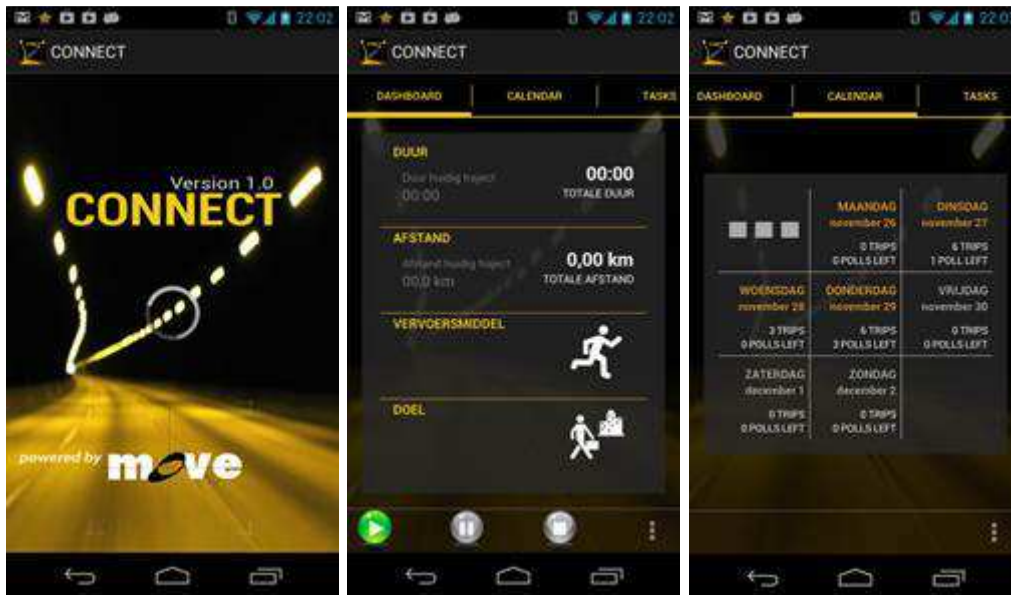 22:02
CONNECT
Version 1.0
CONNECT
powered by
move
22:02
CONNECT
DASHBOARD
CALENDAR
TASKS
DUUR
Duur huidig traject
00:00
00:00
TOTALE DUUR
AFSTAND
Afstand huidig traject
00,0 km
0,00 km
TOTALE AFSTAND
VERVOERSMIDDEL
DOEL
22:02
CONNECT
DASHBOARD
CALENDAR
TASKS
MAANDAG
november 26
0 TRIPS
0 POLLS LEFT
DINSDAG
november 27
6 TRIPS
1 POLL LEFT
WOENSDAG
november 28
3 TRIPS
0 POLLS LEFT
DONDERDAG
november 29
6 TRIPS
3 POLLS LEFT
VRIJDAG
november 30
0 TRIPS
0 POLLS LEFT
ZATERDAG
december 1
0 TRIPS
0 POLLS LEFT
ZONDAG
december 2
0 TRIPS
0 POLLS LEFT